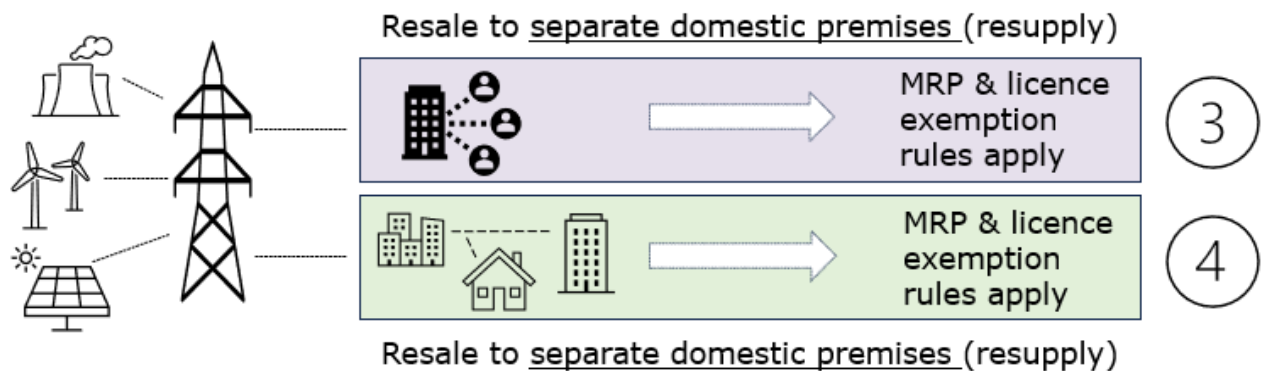 Resale to separate domestic premises (resupply)
MRP & licence
exemption
rules apply
3
MRP & licence
exemption
rules apply
4
Resale to separate domestic premises (resupply)